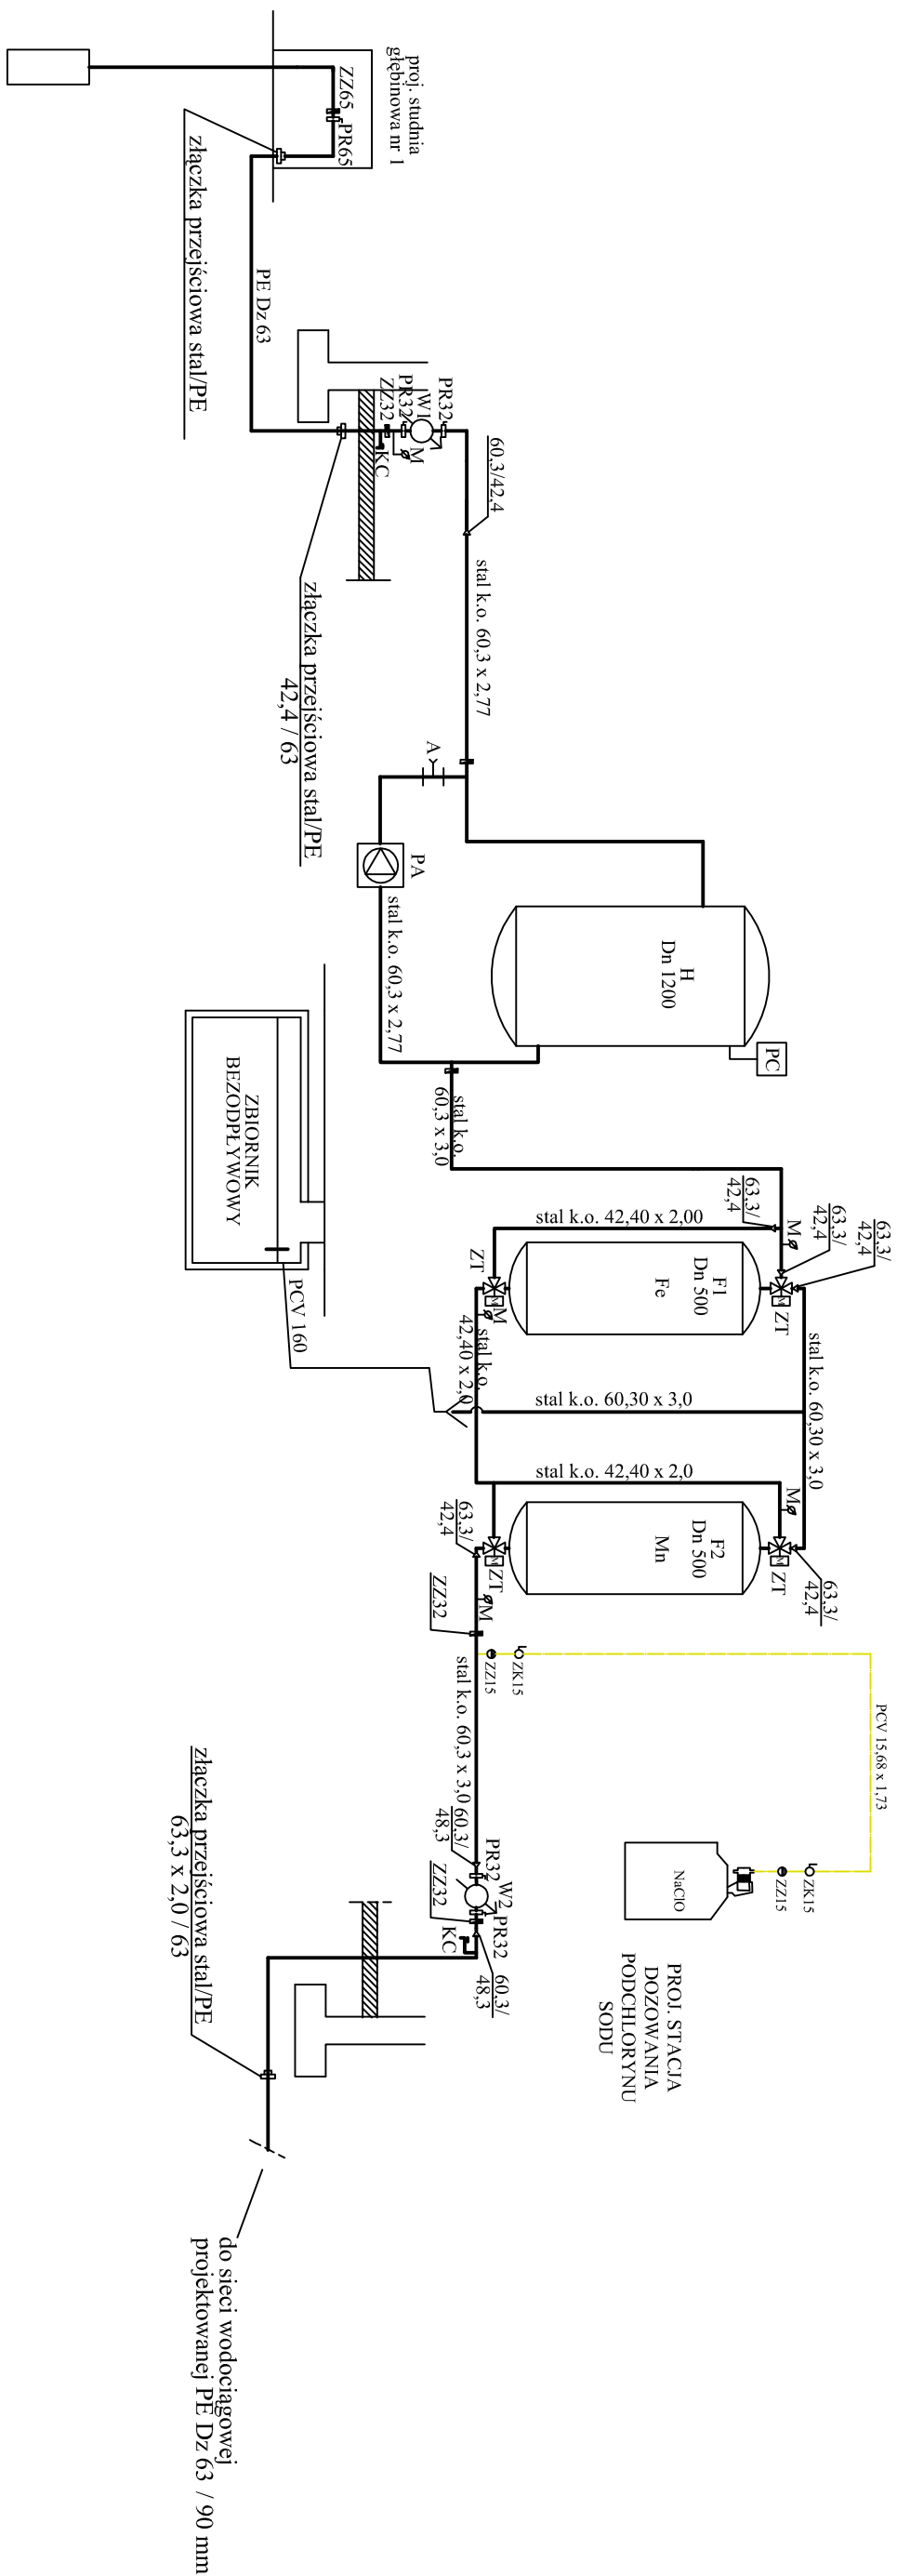 proj. studnia
głębinowa nr 1
ZZ65
PR65
złączka przejściowa stal/PE
PE Dz 63
PR32
W1
PR32
ZZ32
M
KC
60,3/42,4
złączka przejściowa stal/PE
42,4 / 63
stal k.o. 60,3 x 2,77
A
PA
stal k.o. 60,3 x 2,77
H
Dn 1200
PC
stal k.o.
60,3 x 3,0
ZBIORNIK
BEZODPŁYWOWY
PCV 160
63,3/
42,4
M
63,3/
42,4
63,3/
42,4
stal k.o. 42,40 x 2,00
F1
Dn 500
Fe
ZT
M
ZT
M
M
stal k.o.
42,40 x 2,0
stal k.o. 60,30 x 3,0
stal k.o. 60,30 x 3,0
stal k.o. 42,40 x 2,0
M
F2
Dn 500
Mn
ZT
M
ZT
M
63,3/
42,4
63,3/
42,4
M
ZZ32
ZZ15
ZK15
PCV 15,68 x 1,73
stal k.o. 60,3 x 3,0
60,3/
48,3
PR32
W2
PR32
ZZ32
KC
60,3/
48,3
NaClO
ZZ15
ZK15
PROJ. STACJA
DOZOWANIA
PODCHLORYNU
SODU
złączka przejściowa stal/PE
63,3 x 2,0 / 63
do sieci wodociągowej
projektowanej PE Dz 63 / 90 mm